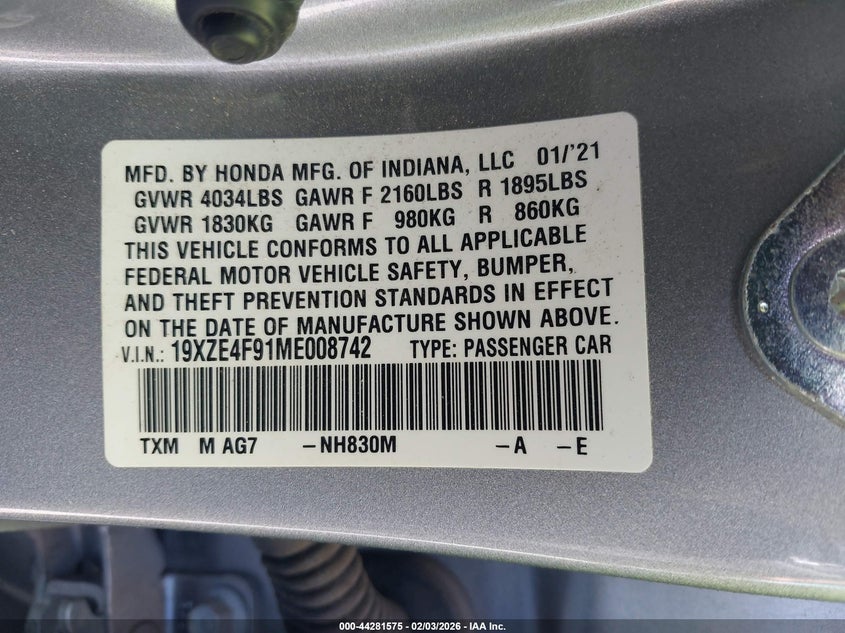 MFD. BY HONDA MFG. OF INDIANA, LLC 01/'21
GVWR 4034LBS GAWR F 2160LBS R 1895LBS
GVWR 1830KG GAWR F 980KG R 860KG
THIS VEHICLE CONFORMS TO ALL APPLICABLE
FEDERAL MOTOR VEHICLE SAFETY, BUMPER,
AND THEFT PREVENTION STANDARDS IN EFFECT
ON THE DATE OF MANUFACTURE SHOWN ABOVE.
V.I.N.: 19XZE4F91ME008742 TYPE: PASSENGER CAR
TXM M AG7 –NH830M –A –E
000-44281575 — 02/03/2026 — IAA Inc.